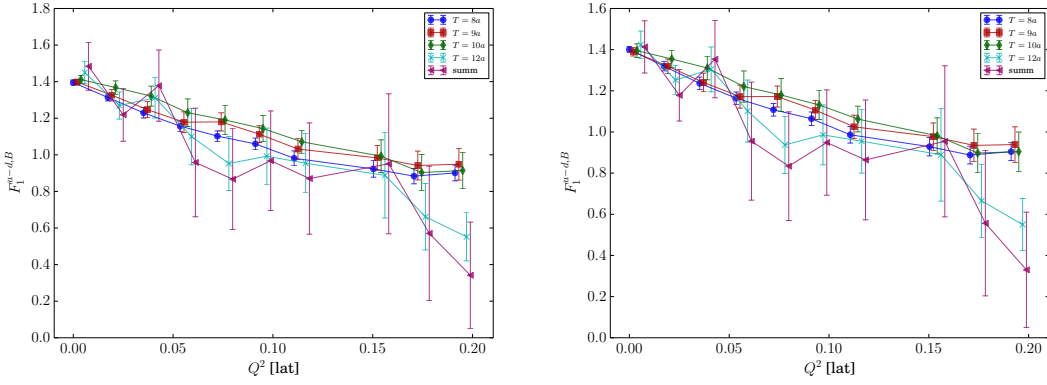 1.8
1.6
1.4
1.2
1.0
0.8
0.6
0.4
0.2
0.0
F_1^{u-d,B}
0.00 0.05 0.10 0.15 0.20
Q² [lat]
T = 8a
T = 9a
T = 10a
T = 12a
summ
1.6
1.4
1.2
1.0
0.8
0.6
0.4
0.2
0.0
F_1^{u-d,B}
0.00 0.05 0.10 0.15 0.20
Q² [lat]
T = 8a
T = 9a
T = 10a
T = 12a
summ